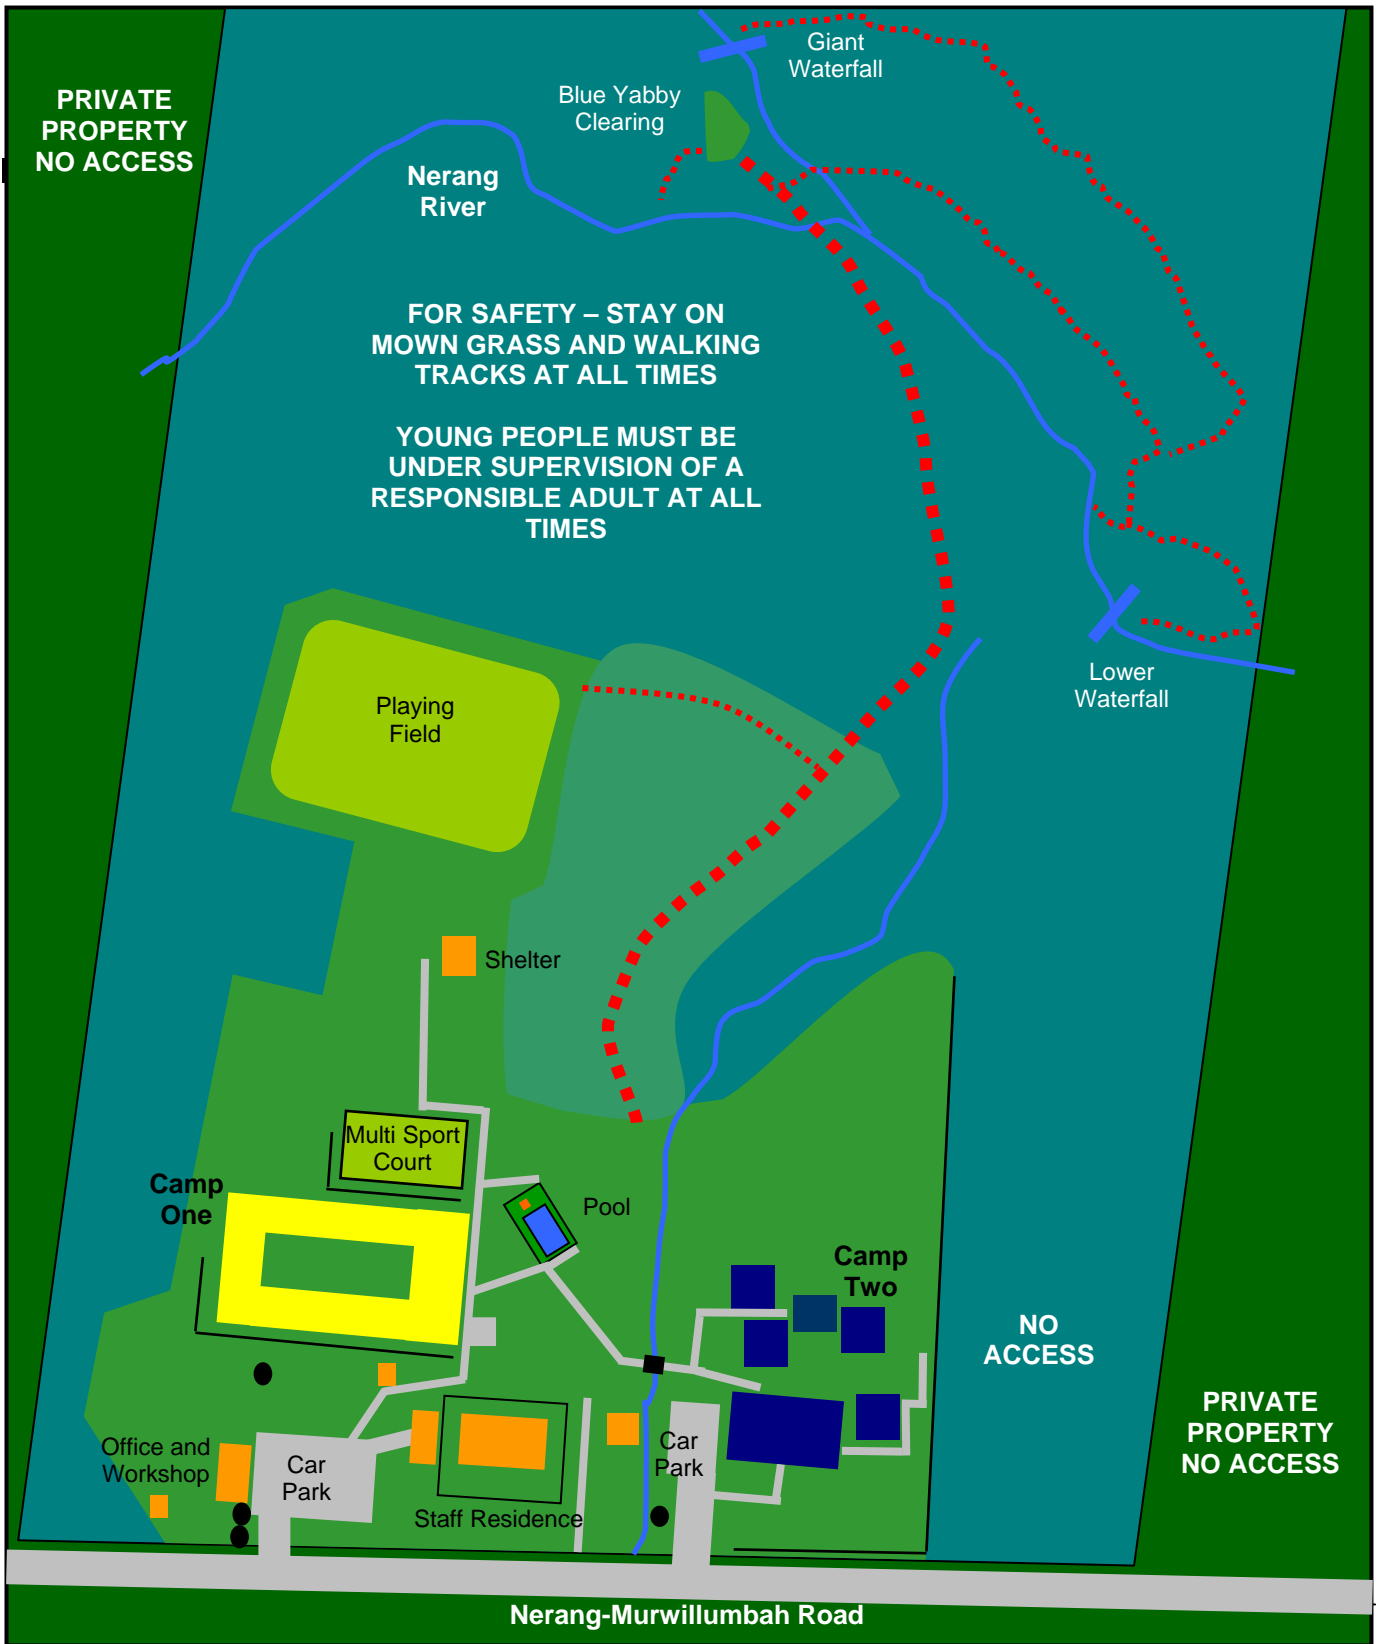 Giant
Waterfall
Blue Yabby
Clearing
PRIVATE
PROPERTY
NO ACCESS
Nerang
River
FOR SAFETY – STAY ON
MOWN GRASS AND WALKING
TRACKS AT ALL TIMES
YOUNG PEOPLE MUST BE
UNDER SUPERVISION OF A
RESPONSIBLE ADULT AT ALL
TIMES
Lower
Waterfall
Playing
Field
Shelter
Multi Sport
Court
Camp
One
Pool
Camp
Two
NO
ACCESS
PRIVATE
PROPERTY
NO ACCESS
Office and
Workshop
Car
Park
Car
Park
Staff Residence
Nerang-Murwillumbah Road